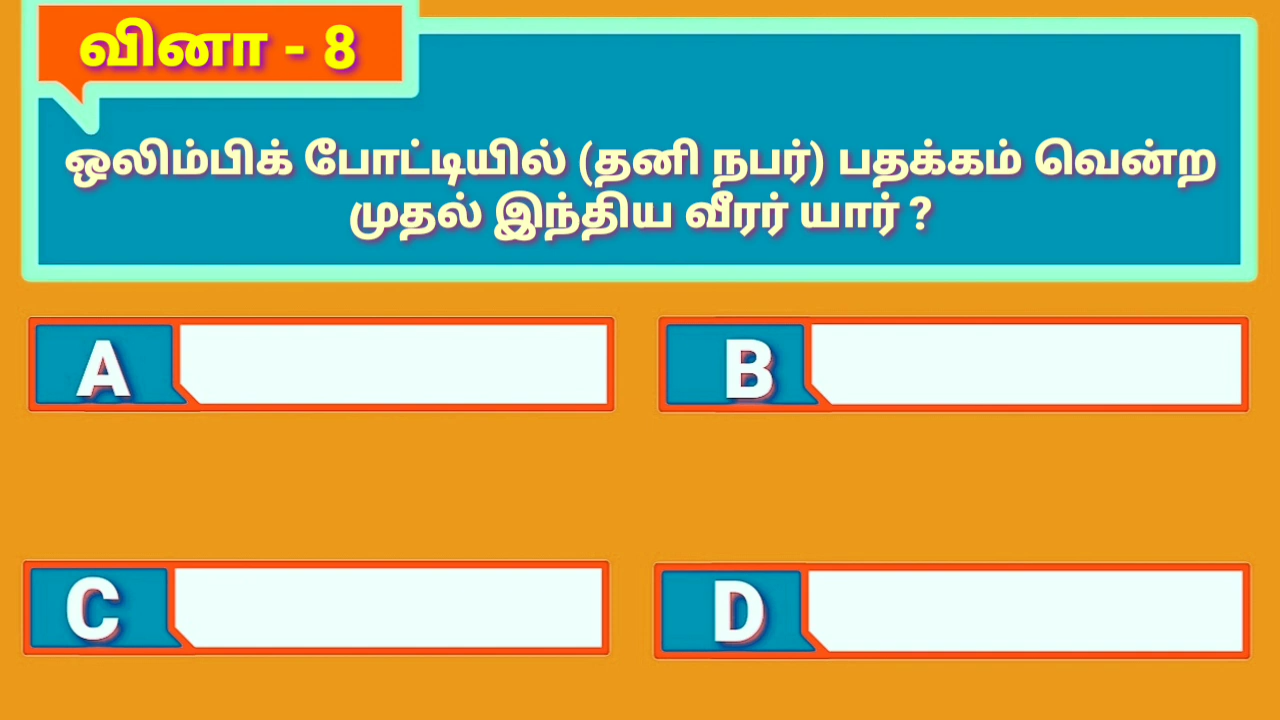 வினா - 8
ஒலிம்பிக் போட்டியில் (தனி நபர்) பதக்கம் வென்ற
முதல் இந்திய வீரர் யார் ?
A
B
C
D